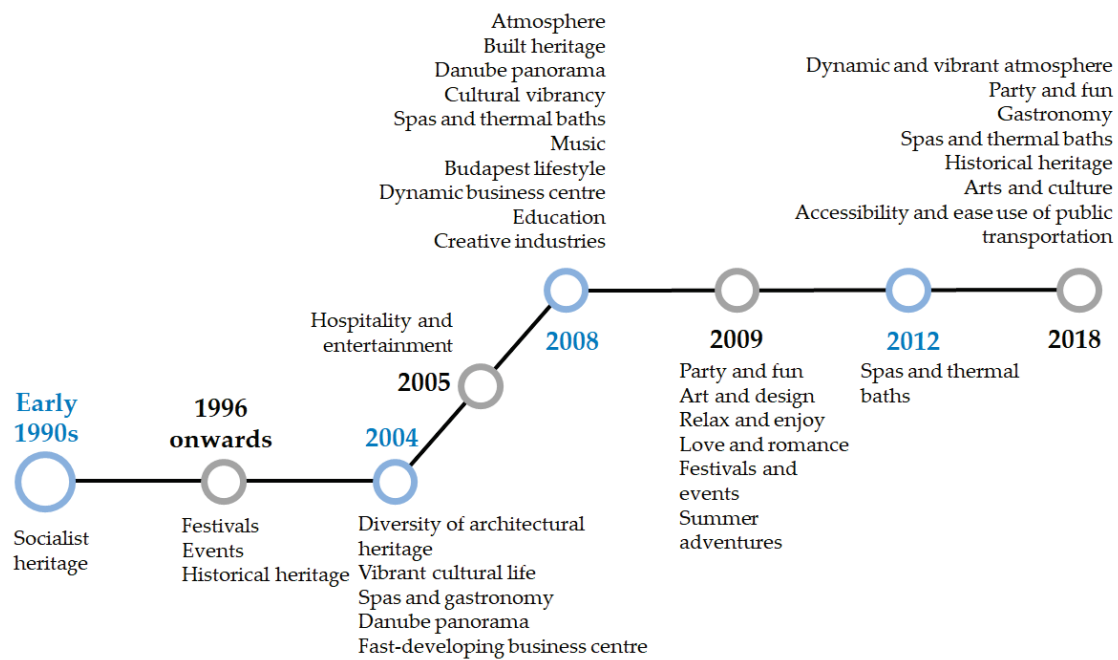 Early
1990s
Socialist
heritage
1996
onwards
Festivals
Events
Historical heritage
2004
Diversity of architectural
heritage
Vibrant cultural life
Spas and gastronomy
Danube panorama
Fast-developing business centre
Hospitality and
entertainment
2005
Atmosphere
Built heritage
Danube panorama
Cultural vibrancy
Spas and thermal baths
Music
Budapest lifestyle
Dynamic business centre
Education
Creative industries
2008
2009
Party and fun
Art and design
Relax and enjoy
Love and romance
Festivals and
events
Summer
adventures
2012
Spas and thermal
baths
Dynamic and vibrant atmosphere
Party and fun
Gastronomy
Spas and thermal baths
Historical heritage
Arts and culture
Accessibility and ease use of public
transportation
2018